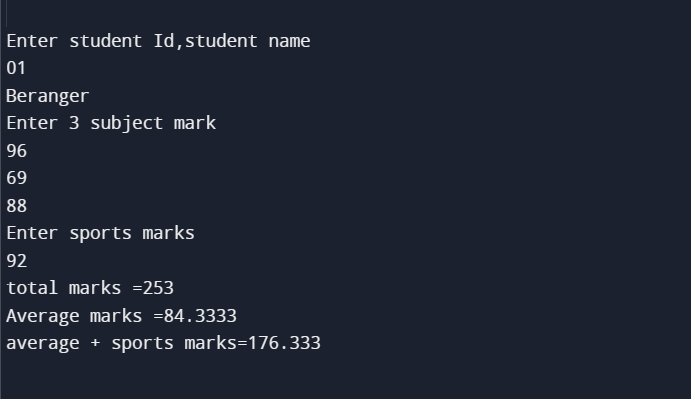 Enter student Id,student name
01
Beranger
Enter 3 subject mark
96
69
88
Enter sports marks
92
total marks =253
Average marks =84.3333
average + sports marks=176.333